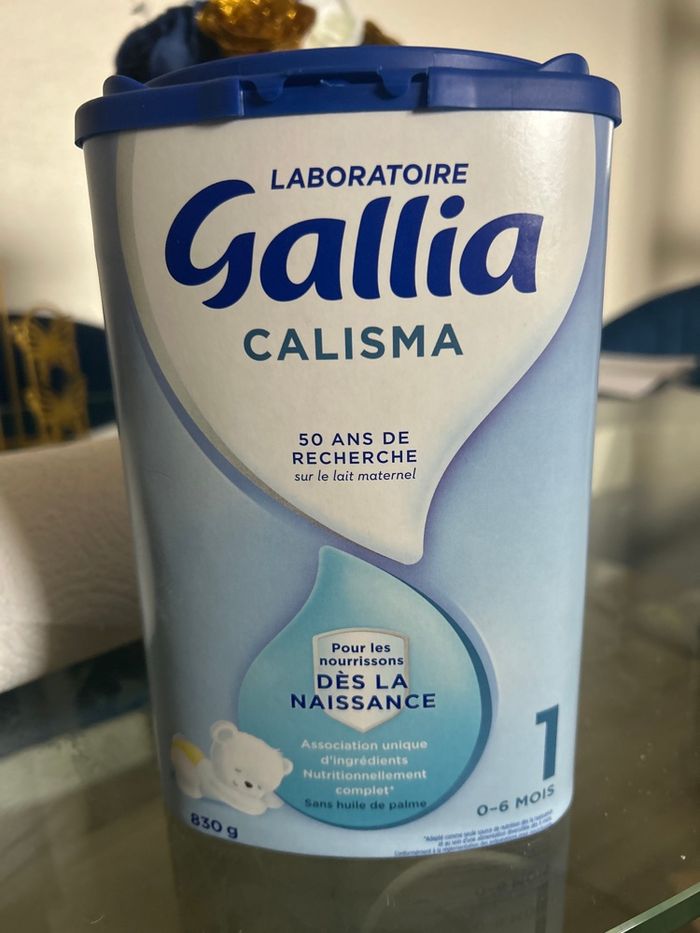 LABORATOIRE
Gallia
CALISMA
50 ANS DE
RECHERCHE
sur le lait maternel
Pour les
nourrissons
DÈS LA
NAISSANCE
Association unique
d'ingrédients
Nutritionnellement
complet*
Sans huile de palme
830 g
1
0-6 MOIS